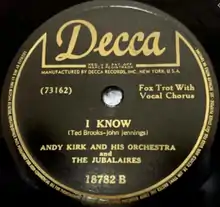 Decca
MANUFACTURED BY DECCA RECORDS, INC., NEW YORK, U.S.A.
(73162)
Fox Trot With
Vocal Chorus
I KNOW
(Ted Brooks-John Jennings)
ANDY KIRK AND HIS ORCHESTRA
and
THE JUBALAIRES
18782 B